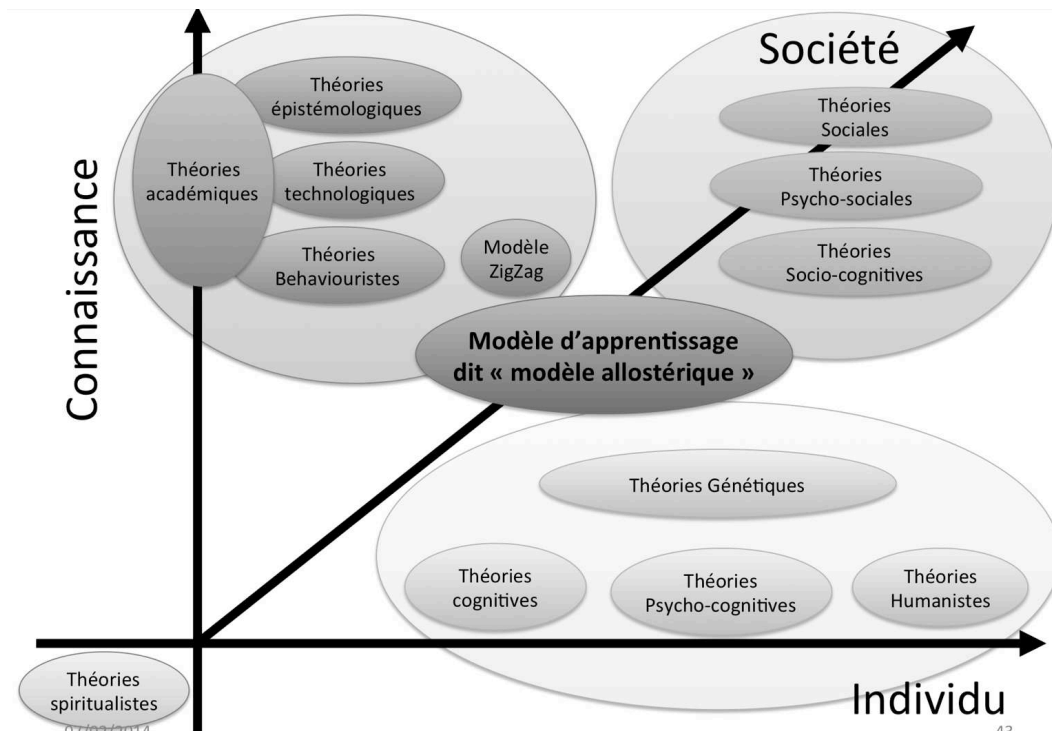 Société
Connaissance
Théories
épistémologiques
Théories
académiques
Théories
technologiques
Théories
Behaviouristes
Modèle
ZigZag
Théories
Sociales
Théories
Psycho-sociales
Théories
Socio-cognitives
Modèle d'apprentissage
dit « modèle allostérique »
Théories Génétiques
Théories
cognitives
Théories
Psycho-cognitives
Théories
Humanistes
Théories
spiritualistes
Individu
43